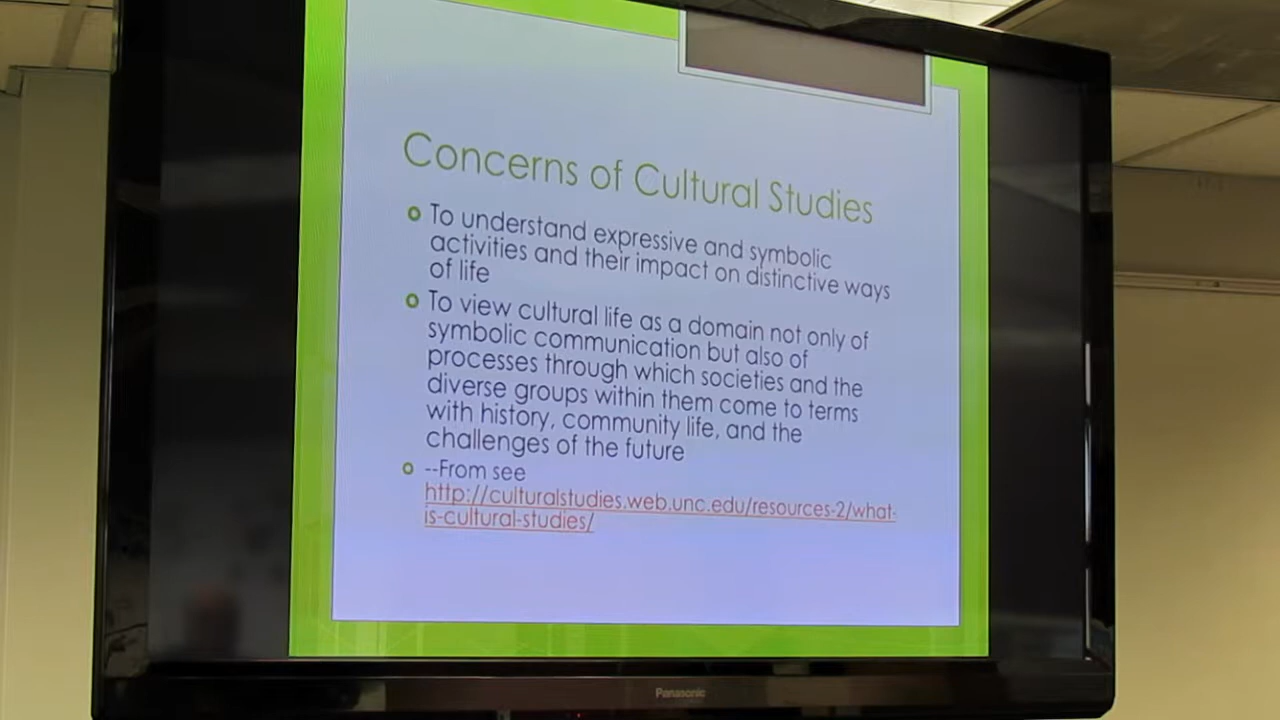 Concerns of Cultural Studies
To understand expressive and symbolic
activities and their impact on distinctive ways
of life
To view cultural life as a domain not only of
symbolic communication but also of
processes through which societies and the
diverse groups within them come to terms
with history, community life, and the
challenges of the future
--From see
http://culturalstudies.web.unc.edu/resources-2/what-
is-cultural-studies/
Panasonic